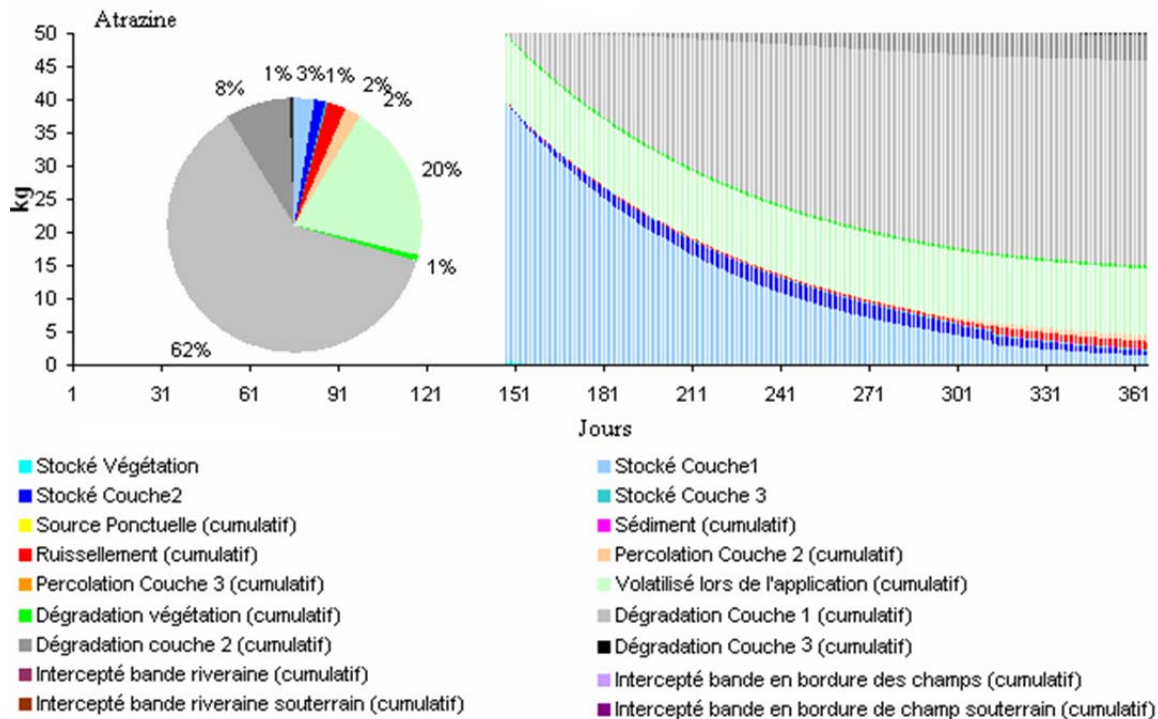 Atrazine
50
45
40
35
30
25
20
15
10
5
0
kg
8%
1%
3%
1%
2%
2%
20%
1%
62%
1 31 61 91 121 151 181 211 241 271 301 331 361
Jours
Stocké Végétation
Stocké Couche1
Stocké Couche2
Stocké Couche 3
Source Ponctuelle (cumulatif)
Sédiment (cumulatif)
Ruissellement (cumulatif)
Percolation Couche 2 (cumulatif)
Percolation Couche 3 (cumulatif)
Volatilisé lors de l'application (cumulatif)
Dégradation végétation (cumulatif)
Dégradation Couche 1 (cumulatif)
Dégradation couche 2 (cumulatif)
Dégradation Couche 3 (cumulatif)
Intercepté bande riveraine (cumulatif)
Intercepté bande en bordure des champs (cumulatif)
Intercepté bande riveraine souterrain (cumulatif)
Intercepté bande en bordure de champ souterrain (cumulatif)